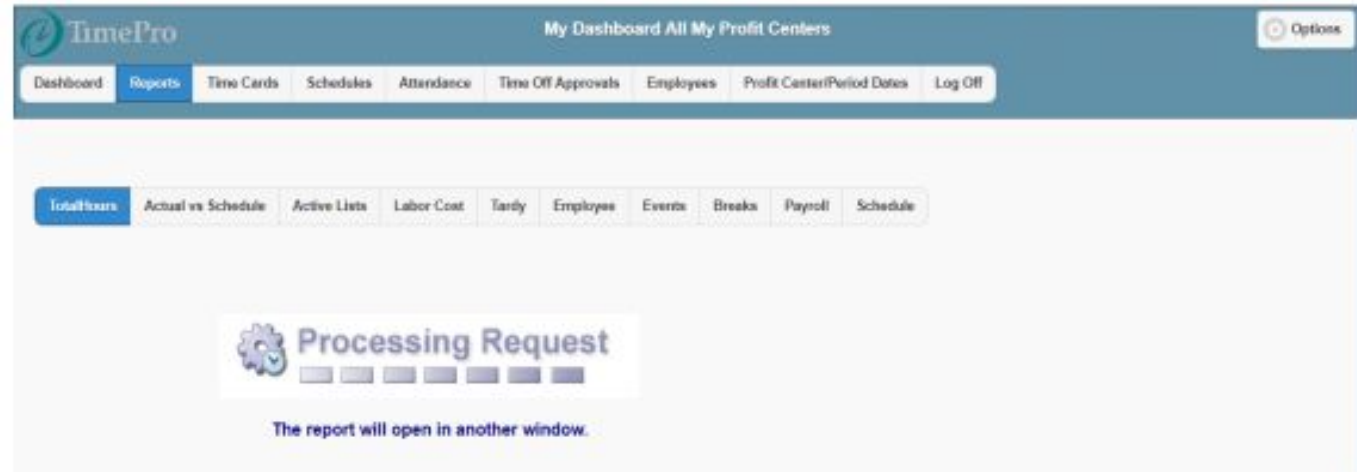 TimePro
My Dashboard All My Profit Centers
Options
Dashboard Reports Time Cards Schedules Attendance Time Off Approvals Employees Profit Center/Period Dates Log Off
TotalHours Actual vs Schedule Active Lists Labor Cost Tardy Employee Events Breaks Payroll Schedule
Processing Request
The report will open in another window.